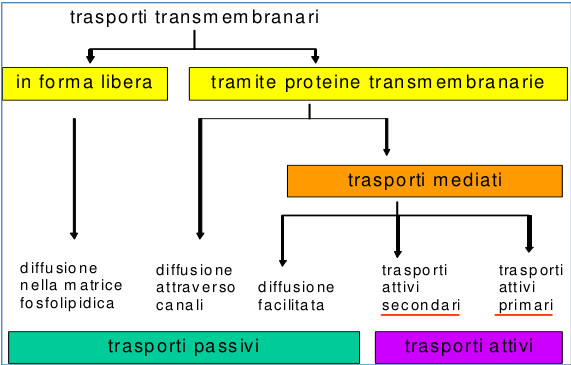 trasporti transmembranari
in forma libera
tramite proteine transmembranarie
trasporti mediati
diffusione
nella matrice
fosfolipidica
diffusione
attraverso
canali
diffusione
facilitata
trasporti
attivi
secondari
trasporti
attivi
primari
trasporti passivi
trasporti attivi